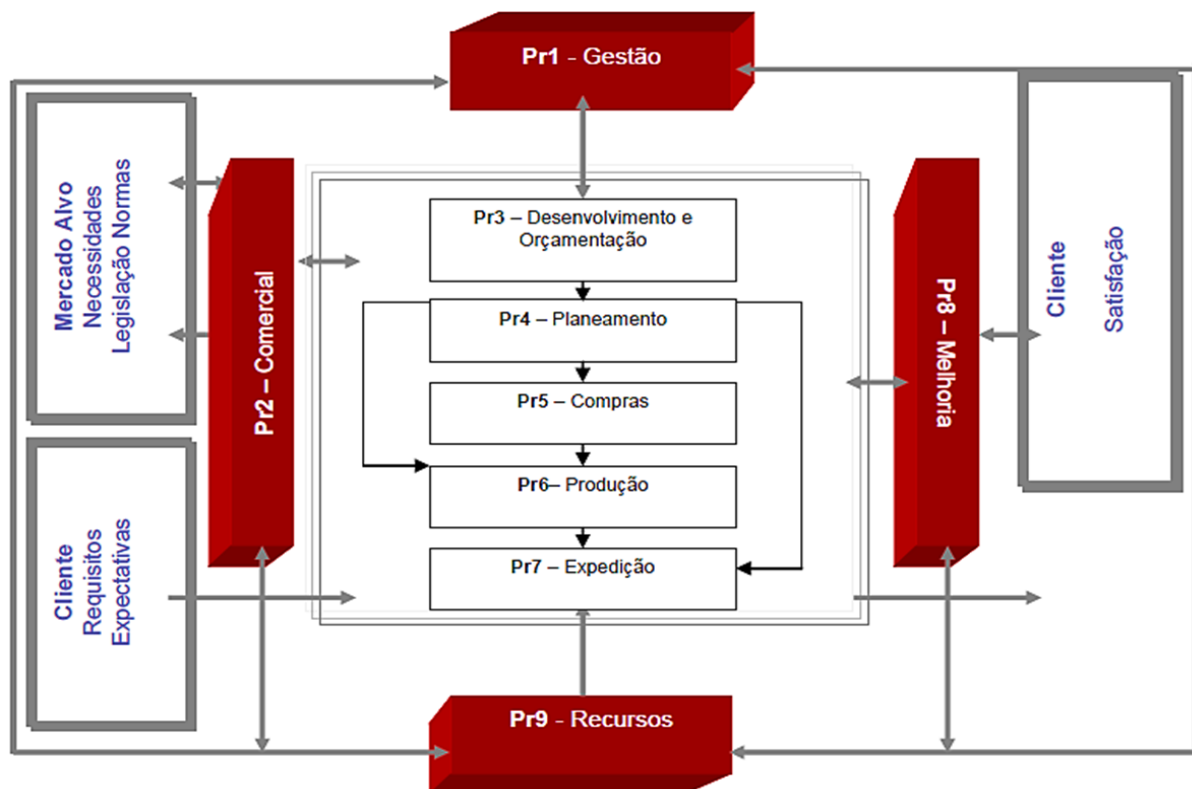 Pr1 - Gestão
Mercado Alvo
Necessidades
Legislação Normas
Cliente
Requisitos
Expectativas
Pr2 – Comercial
Pr3 – Desenvolvimento e
Orçamentação
Pr4 – Planeamento
Pr5 – Compras
Pr6– Produção
Pr7 – Expedição
Pr8 – Melhoria
Cliente
Satisfação
Pr9 - Recursos